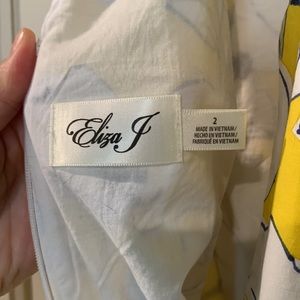 Eliza J
2
MADE IN VIETNAM/
HECHO EN VIETNAM/
FABRIQUÉ EN VIETNAM